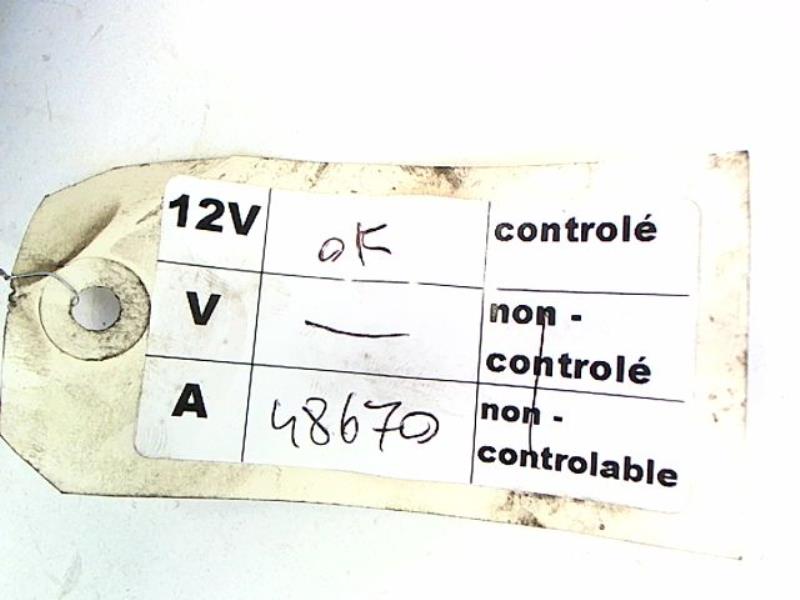 12V oK controlé
V — non -
controlé
A 48670 non -
controlable